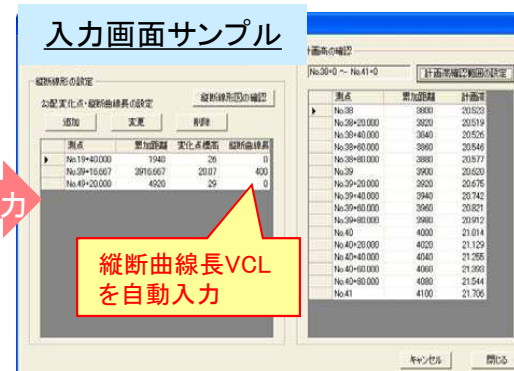 入力画面サンプル
力
縦断線形の設定
勾配変化点・縦断曲線長の設定
縦断線形図の確認
追加 変更 削除
測点 累加距離 変化点標高 縦断曲線長
No.19+40.000 1940 26 0
No.39+16.667 3916.667 20.07 400
No.49+20.000 4920 29 0
縦断曲線長VCL
を自動入力
計画高の確認
No.38+0 ～ No.41+0 計画高確認範囲の設定
測点 累加距離 計画高
No.38 3800 20.523
No.38+20.000 3820 20.519
No.38+40.000 3840 20.526
No.38+60.000 3860 20.546
No.38+80.000 3880 20.577
No.39 3900 20.620
No.39+20.000 3920 20.675
No.39+40.000 3940 20.742
No.39+60.000 3960 20.821
No.39+80.000 3980 20.912
No.40 4000 21.014
No.40+20.000 4020 21.129
No.40+40.000 4040 21.255
No.40+60.000 4060 21.393
No.40+80.000 4080 21.544
No.41 4100 21.706
キャンセル 閉じる